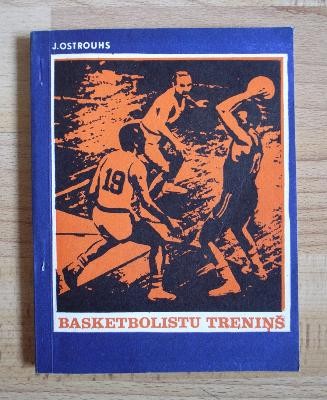 J.OSTROUHS
19
BASKETBOLISTU TRENIŅŠ